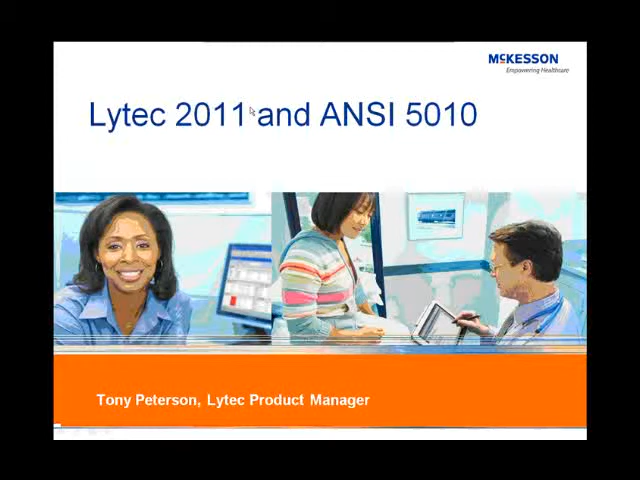 McKESSON
Empowering Healthcare
Lytec 2011 and ANSI 5010
Tony Peterson, Lytec Product Manager